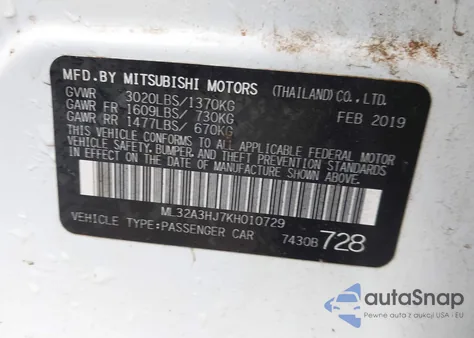 MFD.BY MITSUBISHI MOTORS (THAILAND)CO.,LTD.
GVWR 3020LBS/1370KG FEB 2019
GAWR FR 1609LBS/ 730KG
GAWR RR 1477LBS/ 670KG
THIS VEHICLE CONFORMS TO ALL APPLICABLE FEDERAL MOTOR
VEHICLE SAFETY, BUMPER, AND THEFT PREVENTION STANDARDS
IN EFFECT ON THE DATE OF MANUFACTURE SHOWN ABOVE.
ML32A3HJ7KH010729
VEHICLE TYPE:PASSENGER CAR 7430B 728
autoSnap
Pewne auta z aukcji USA - EU